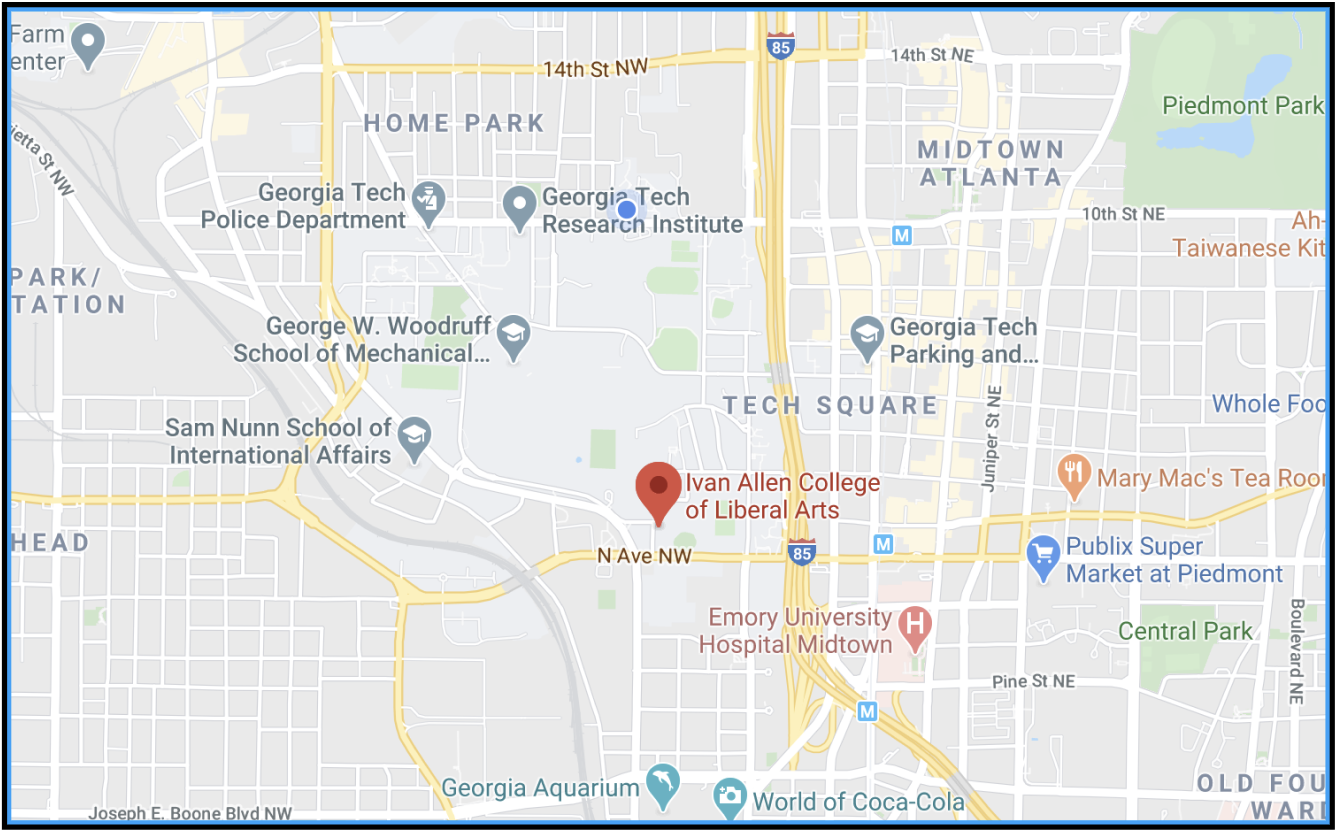 Farm
enter
85
14th St NW
14th St NE
Piedmont Park
HOME PARK
rietta St NW
MIDTOWN
ATLANTA
Georgia Tech
Police Department
Georgia Tech
Research Institute
10th St NE
M
Ah-
Taiwanese Kit
PARK/
TATION
George W. Woodruff
School of Mechanical...
Georgia Tech
Parking and...
TECH SQUARE
Juniper St NE
Whole Foo
Sam Nunn School of
International Affairs
Ivan Allen College
of Liberal Arts
Mary Mac's Tea Roor
HEAD
N Ave NW
85
M
Publix Super
Market at Piedmont
Emory University
Hospital Midtown
H
Central Park
Boulevard NE
Pine St NE
M
Georgia Aquarium
World of Coca-Cola
OLD FOU
WARI
Joseph E. Boone Blvd NW